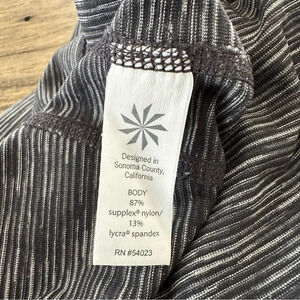 Designed in
Sonoma County,
California
BODY
87%
supplex® nylon/
13%
lycra® spandex
RN #54023